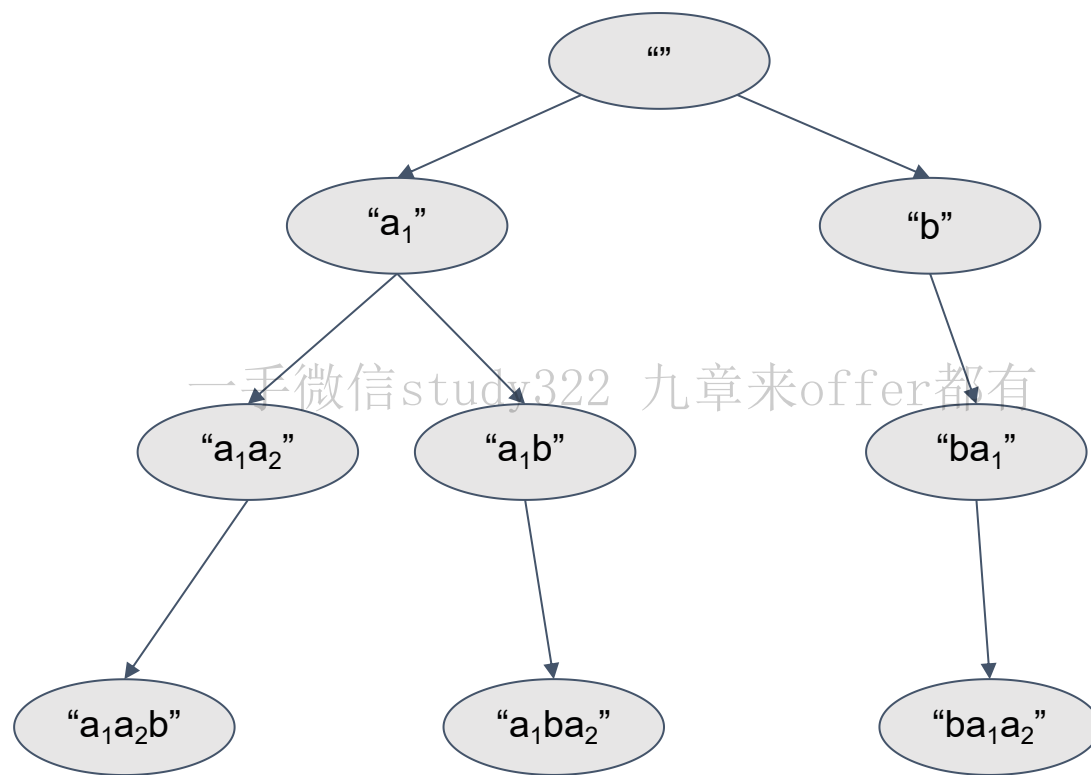 “”
“a₁” “b”
一手微信study322 九章来offer都有
“a₁a₂” “a₁b” “ba₁”
“a₁a₂b” “a₁ba₂” “ba₁a₂”